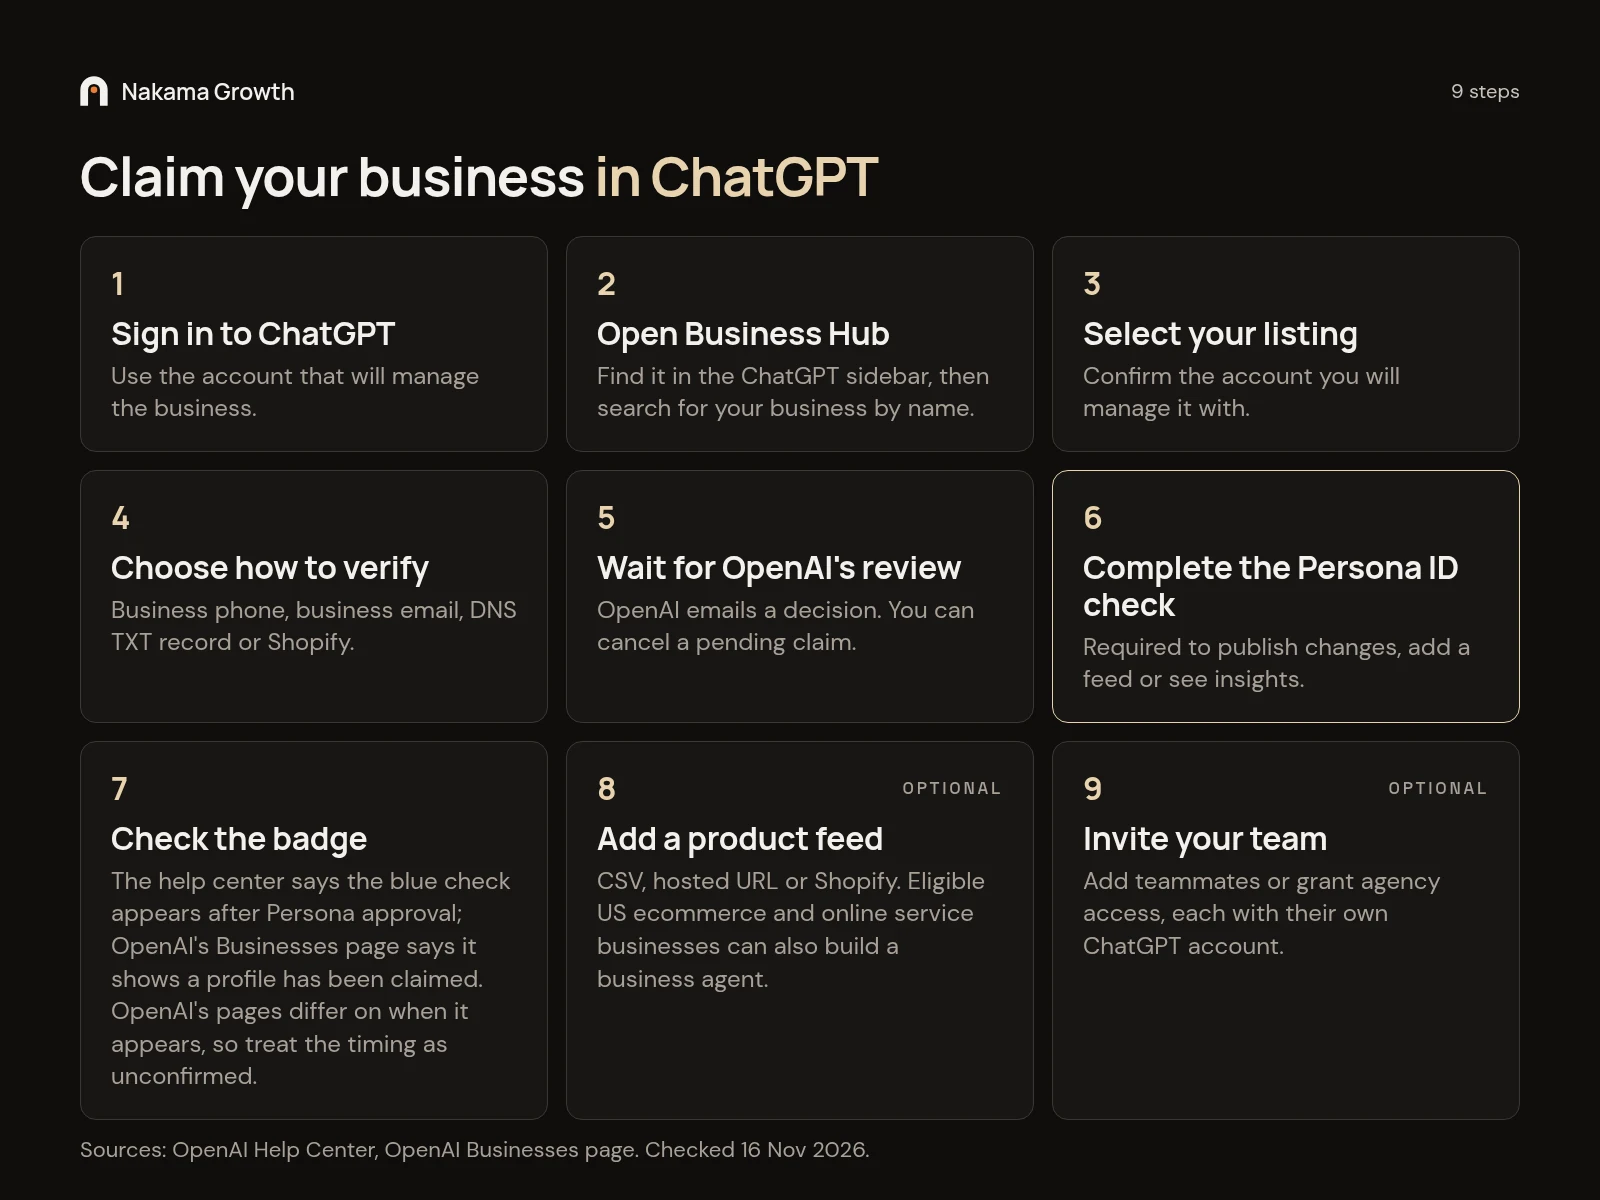 Nakama Growth
9 steps
Claim your business in ChatGPT
1
Sign in to ChatGPT
Use the account that will manage
the business.
2
Open Business Hub
Find it in the ChatGPT sidebar, then
search for your business by name.
3
Select your listing
Confirm the account you will
manage it with.
4
Choose how to verify
Business phone, business email, DNS
TXT record or Shopify.
5
Wait for OpenAI's review
OpenAI emails a decision. You can
cancel a pending claim.
6
Complete the Persona ID
check
Required to publish changes, add a
feed or see insights.
7
Check the badge
The help center says the blue check
appears after Persona approval;
OpenAI's Businesses page says it
shows a profile has been claimed.
OpenAI's pages differ on when it
appears, so treat the timing as
unconfirmed.
8
OPTIONAL
Add a product feed
CSV, hosted URL or Shopify. Eligible
US ecommerce and online service
businesses can also build a
business agent.
9
OPTIONAL
Invite your team
Add teammates or grant agency
access, each with their own
ChatGPT account.
Sources: OpenAI Help Center, OpenAI Businesses page. Checked 16 Nov 2026.